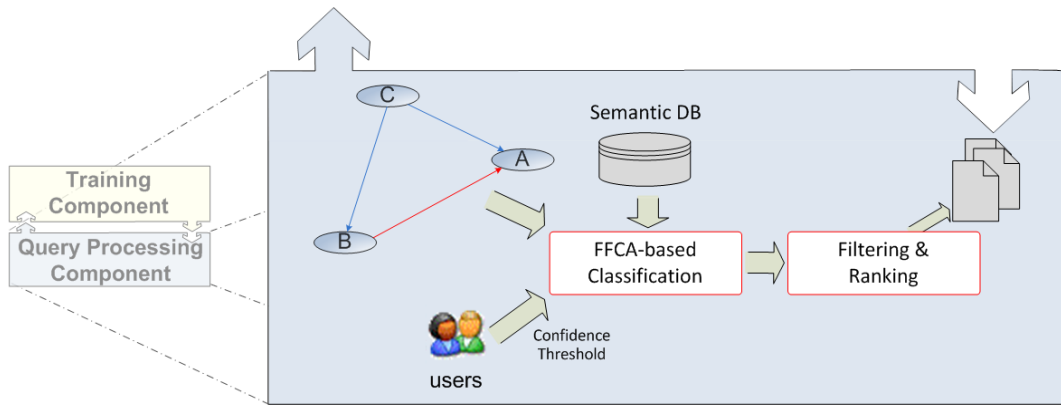 Training
Component
Query Processing
Component
C
A
B
Semantic DB
FFCA-based
Classification
Filtering &
Ranking
Confidence
Threshold
users